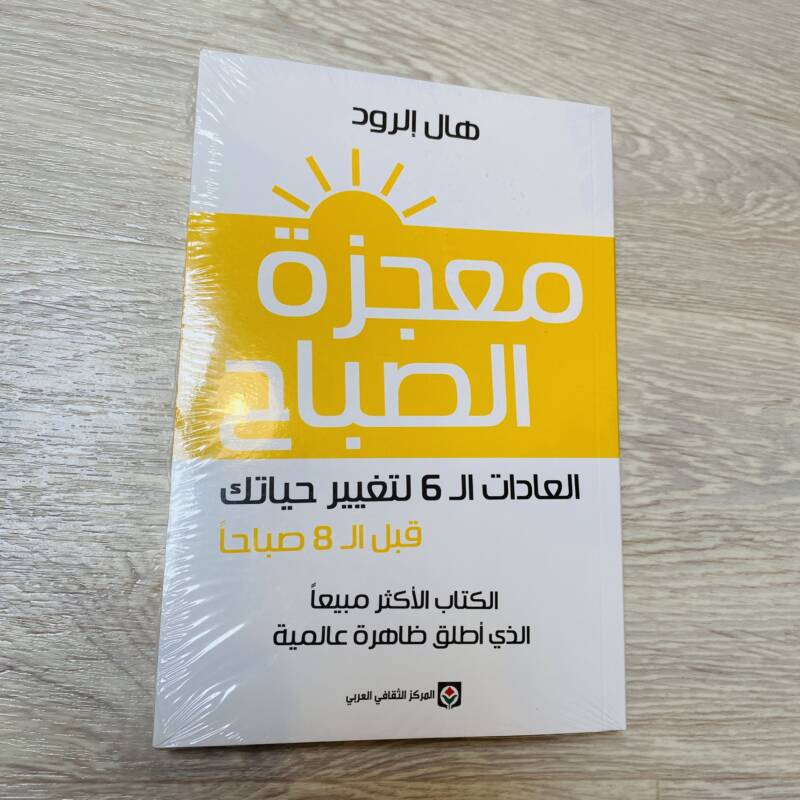 هال إلرود
معجزة
الصباح
العادات الـ 6 لتغيير حياتك
قبل الـ 8 صباحاً
الكتاب الأكثر مبيعاً
الذي أطلق ظاهرة عالمية
المركز الثقافي العربي